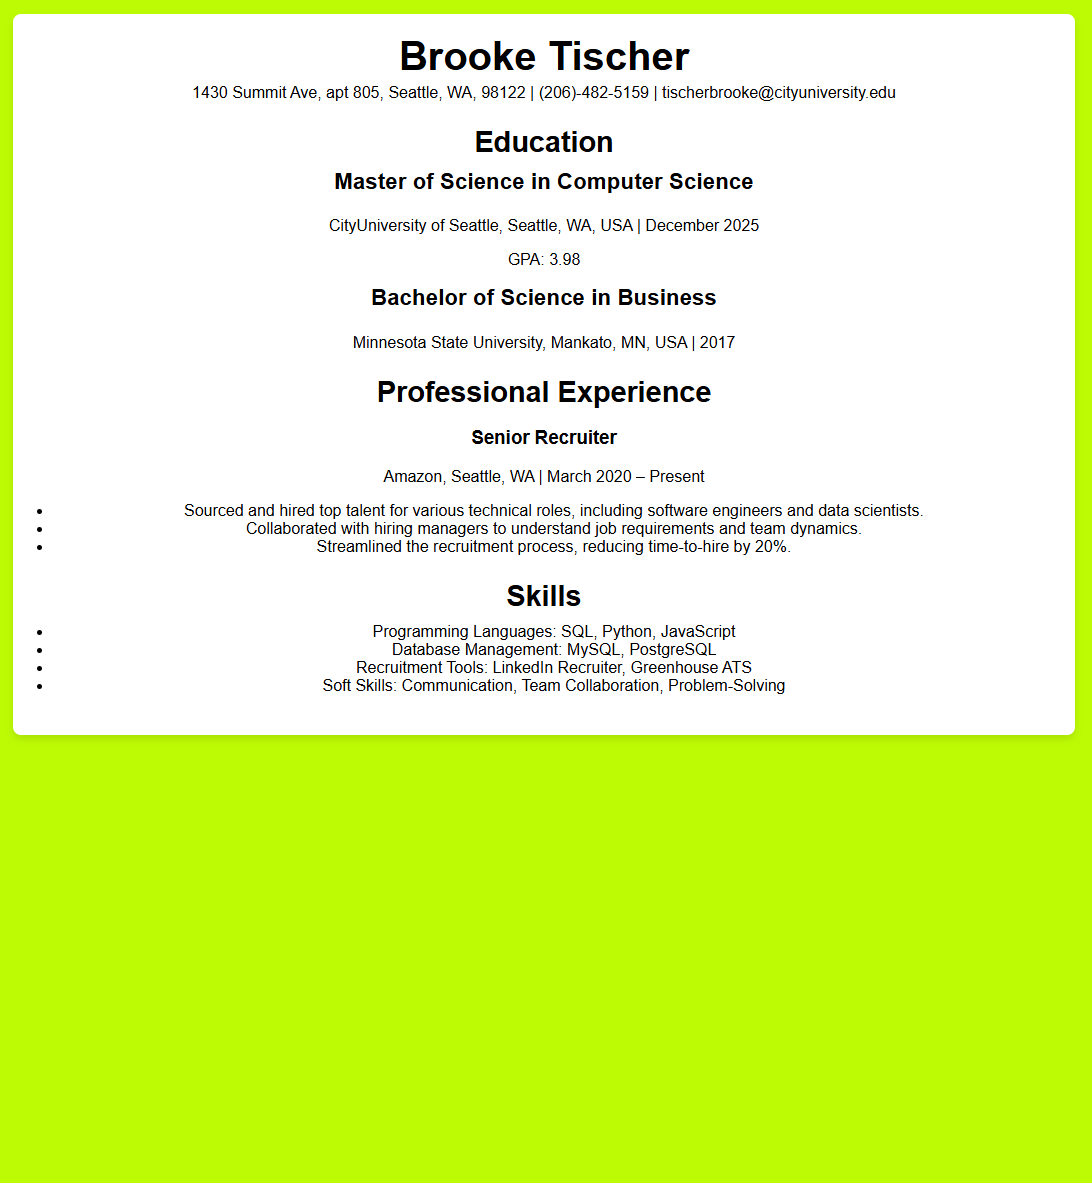 Brooke Tischer
1430 Summit Ave, apt 805, Seattle, WA, 98122 | (206)-482-5159 | tischerbrooke@cityuniversity.edu
Education
Master of Science in Computer Science
CityUniversity of Seattle, Seattle, WA, USA | December 2025
GPA: 3.98
Bachelor of Science in Business
Minnesota State University, Mankato, MN, USA | 2017
Professional Experience
Senior Recruiter
Amazon, Seattle, WA | March 2020 – Present
• Sourced and hired top talent for various technical roles, including software engineers and data scientists.
• Collaborated with hiring managers to understand job requirements and team dynamics.
• Streamlined the recruitment process, reducing time-to-hire by 20%.
Skills
• Programming Languages: SQL, Python, JavaScript
• Database Management: MySQL, PostgreSQL
• Recruitment Tools: LinkedIn Recruiter, Greenhouse ATS
• Soft Skills: Communication, Team Collaboration, Problem-Solving